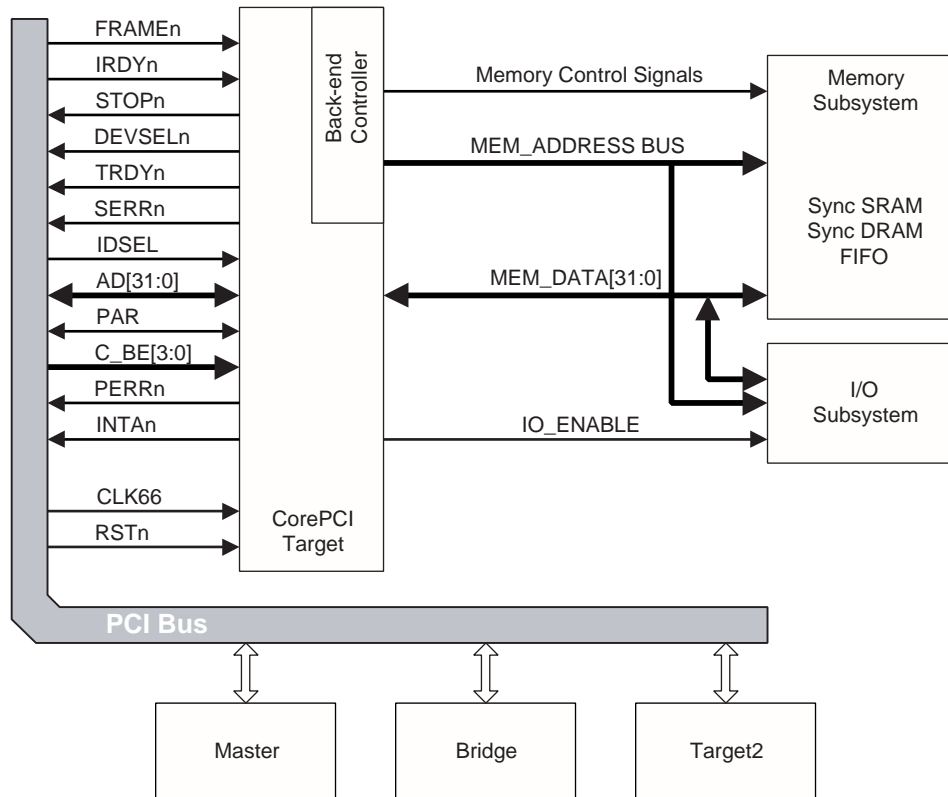 FRAMEn
IRDYn
STOPn
DEVSELn
TRDYn
SERRn
IDSEL
AD[31:0]
PAR
C_BE[3:0]
PERRn
INTAn
CLK66
RSTn
Back-end
Controller
CorePCI
Target
Memory Control Signals
MEM_ADDRESS BUS
MEM_DATA[31:0]
IO_ENABLE
Memory
Subsystem
Sync SRAM
Sync DRAM
FIFO
I/O
Subsystem
PCI Bus
Master
Bridge
Target2